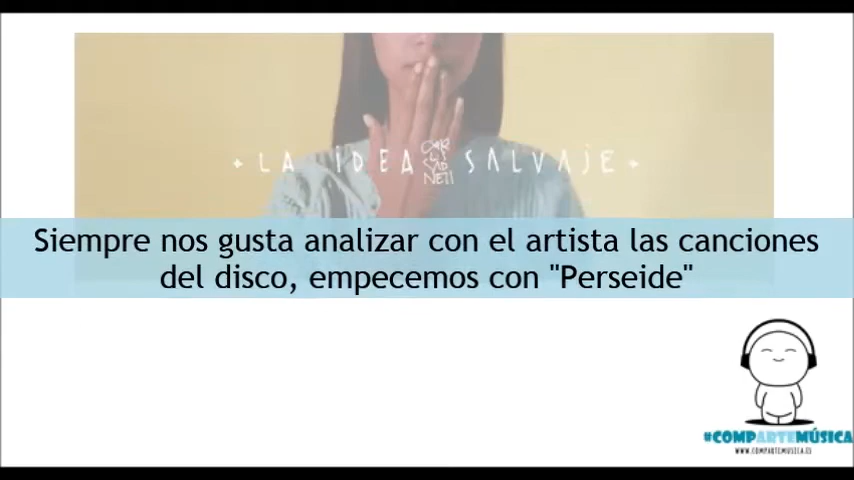 LA iDEA SALVAjE
Siempre nos gusta analizar con el artista las canciones
del disco, empecemos con "Perseide"
#COMPARTEMÚSICA
WWW.COMPARTEMUSICA.ES